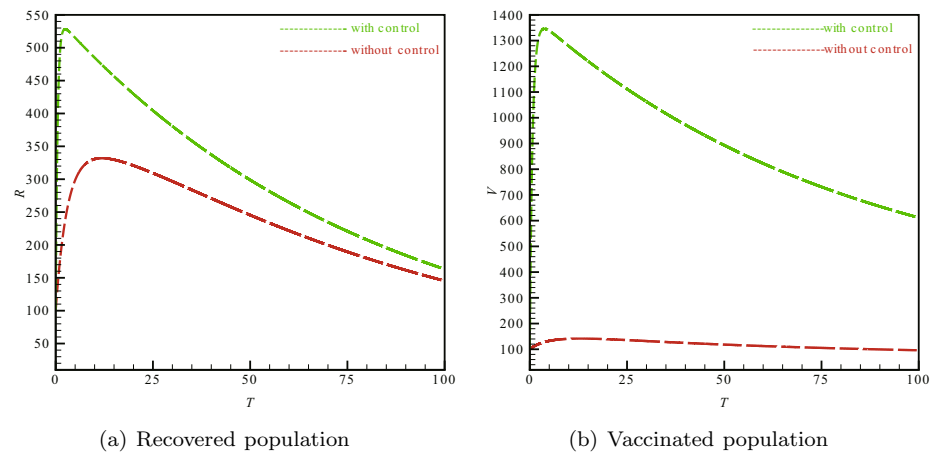 550
500
450
400
350
300
250
200
150
100
50
R
0 25 50 75 100
T
with control
without control
(a) Recovered population
1400
1300
1200
1100
1000
900
800
700
600
500
400
300
200
100
V
0 25 50 75 100
T
with control
without control
(b) Vaccinated population